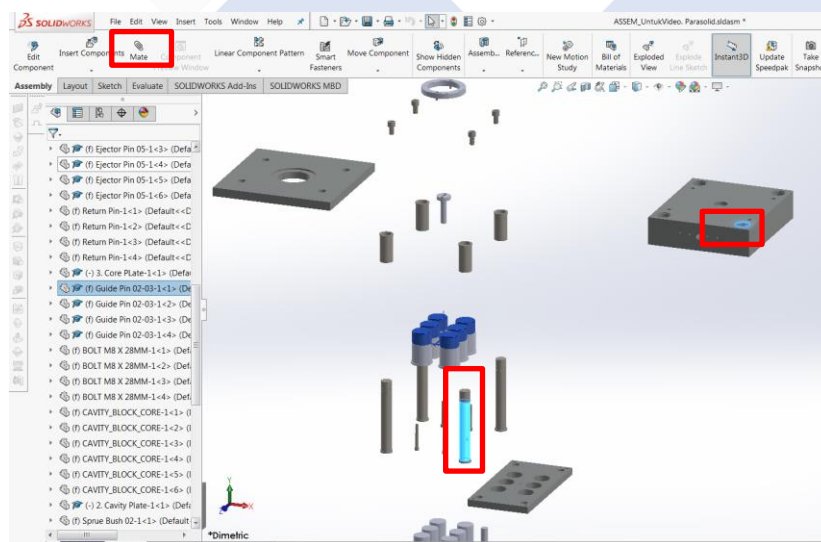 SOLIDWORKS File Edit View Insert Tools Window Help ASSEM_UntukVideo. Parasolid.sldasm *
Edit Component
Insert Components
Mate
Component Preview Window
Linear Component Pattern
Smart Fasteners
Move Component
Show Hidden Components
Assemb...
Referenc...
New Motion Study
Bill of Materials
Exploded View
Explode Line Sketch
Instant3D
Update Speedpak
Take Snapsh
Assembly Layout Sketch Evaluate SOLIDWORKS Add-Ins SOLIDWORKS MBD
(f) Ejector Pin 05-1<3> (Defa
(f) Ejector Pin 05-1<4> (Defa
(f) Ejector Pin 05-1<5> (Defa
(f) Ejector Pin 05-1<6> (Defa
(f) Return Pin-1<1> (Default<<D
(f) Return Pin-1<2> (Default<<D
(f) Return Pin-1<3> (Default<<D
(f) Return Pin-1<4> (Default<<D
(-) 3. Core PLate-1<1> (Defa
(f) Guide Pin 02-03-1<1> (De
(f) Guide Pin 02-03-1<2> (De
(f) Guide Pin 02-03-1<3> (De
(f) Guide Pin 02-03-1<4> (De
(f) BOLT M8 X 28MM-1<1> (Def
(f) BOLT M8 X 28MM-1<2> (Def
(f) BOLT M8 X 28MM-1<3> (Def
(f) BOLT M8 X 28MM-1<4> (Def
(f) CAVITY_BLOCK_CORE-1<1> (
(f) CAVITY_BLOCK_CORE-1<2> (
(f) CAVITY_BLOCK_CORE-1<3> (
(f) CAVITY_BLOCK_CORE-1<4> (
(f) CAVITY_BLOCK_CORE-1<5> (
(f) CAVITY_BLOCK_CORE-1<6> (
(-) 2. Cavity Plate-1<1> (Defa
(f) Sprue Bush 02-1<1> (Default
Y
X
*Dimetric